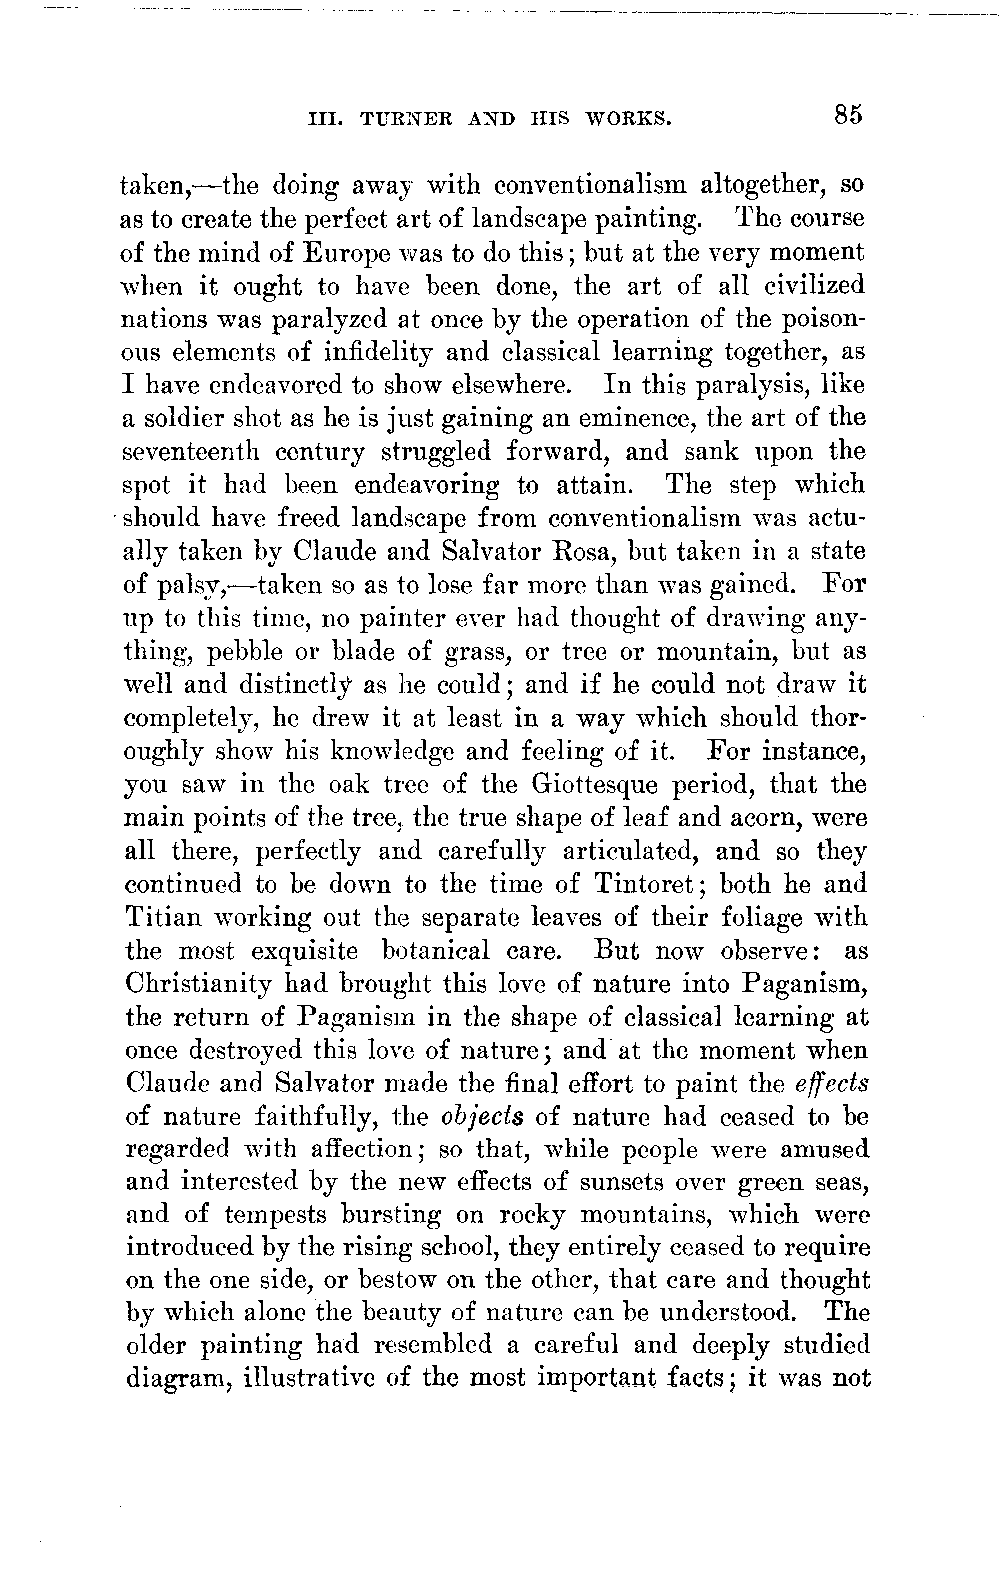 III. TURNER AND HIS WORKS. 85
taken,—the doing away with conventionalism altogether, so
as to create the perfect art of landscape painting. The course
of the mind of Europe was to do this; but at the very moment
when it ought to have been done, the art of all civilized
nations was paralyzed at once by the operation of the poison-
ous elements of infidelity and classical learning together, as
I have endeavored to show elsewhere. In this paralysis, like
a soldier shot as he is just gaining an eminence, the art of the
seventeenth century struggled forward, and sank upon the
spot it had been endeavoring to attain. The step which
should have freed landscape from conventionalism was actu-
ally taken by Claude and Salvator Rosa, but taken in a state
of palsy,—taken so as to lose far more than was gained. For
up to this time, no painter ever had thought of drawing any-
thing, pebble or blade of grass, or tree or mountain, but as
well and distinctly as he could; and if he could not draw it
completely, he drew it at least in a way which should thor-
oughly show his knowledge and feeling of it. For instance,
you saw in the oak tree of the Giottesque period, that the
main points of the tree, the true shape of leaf and acorn, were
all there, perfectly and carefully articulated, and so they
continued to be down to the time of Tintoret; both he and
Titian working out the separate leaves of their foliage with
the most exquisite botanical care. But now observe: as
Christianity had brought this love of nature into Paganism,
the return of Paganism in the shape of classical learning at
once destroyed this love of nature; and at the moment when
Claude and Salvator made the final effort to paint the effects
of nature faithfully, the objects of nature had ceased to be
regarded with affection; so that, while people were amused
and interested by the new effects of sunsets over green seas,
and of tempests bursting on rocky mountains, which were
introduced by the rising school, they entirely ceased to require
on the one side, or bestow on the other, that care and thought
by which alone the beauty of nature can be understood. The
older painting had resembled a careful and deeply studied
diagram, illustrative of the most important facts; it was not